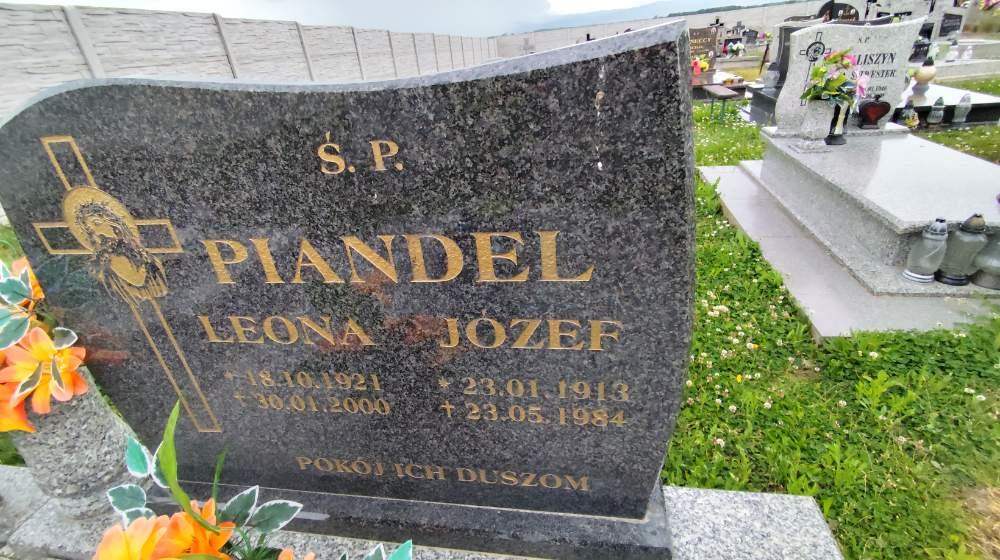 Ś. P.
PIANDEL
LEONA JÓZEF
* 18.10.1921 * 23.01.1913
✝ 30.01.2000 ✝ 23.05.1984
POKÓJ ICH DUSZOM
Ś. P.